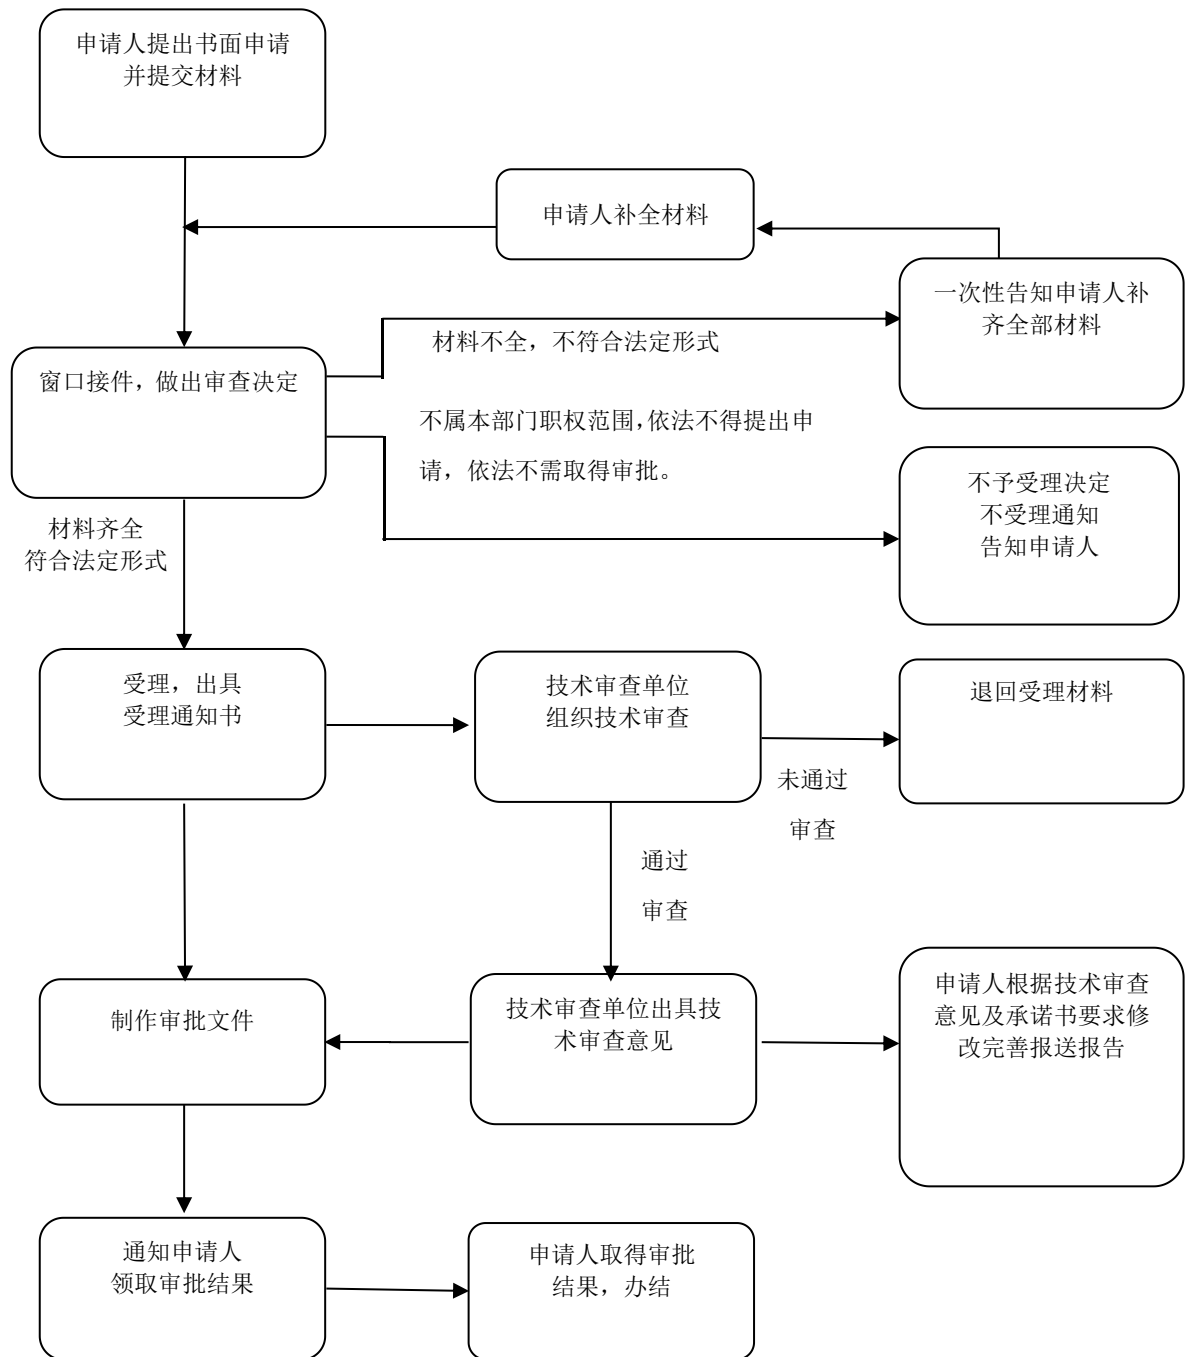 申请人提出书面申请
并提交材料
申请人补全材料
一次性告知申请人补
齐全部材料
材料不全，不符合法定形式
窗口接件，做出审查决定
不属本部门职权范围，依法不得提出申
请，依法不需取得审批。
不予受理决定
不受理通知
告知申请人
材料齐全
符合法定形式
受理，出具
受理通知书
技术审查单位
组织技术审查
退回受理材料
未通过
审查
通过
审查
制作审批文件
技术审查单位出具技
术审查意见
申请人根据技术审查
意见及承诺书要求修
改完善报送报告
通知申请人
领取审批结果
申请人取得审批
结果，办结